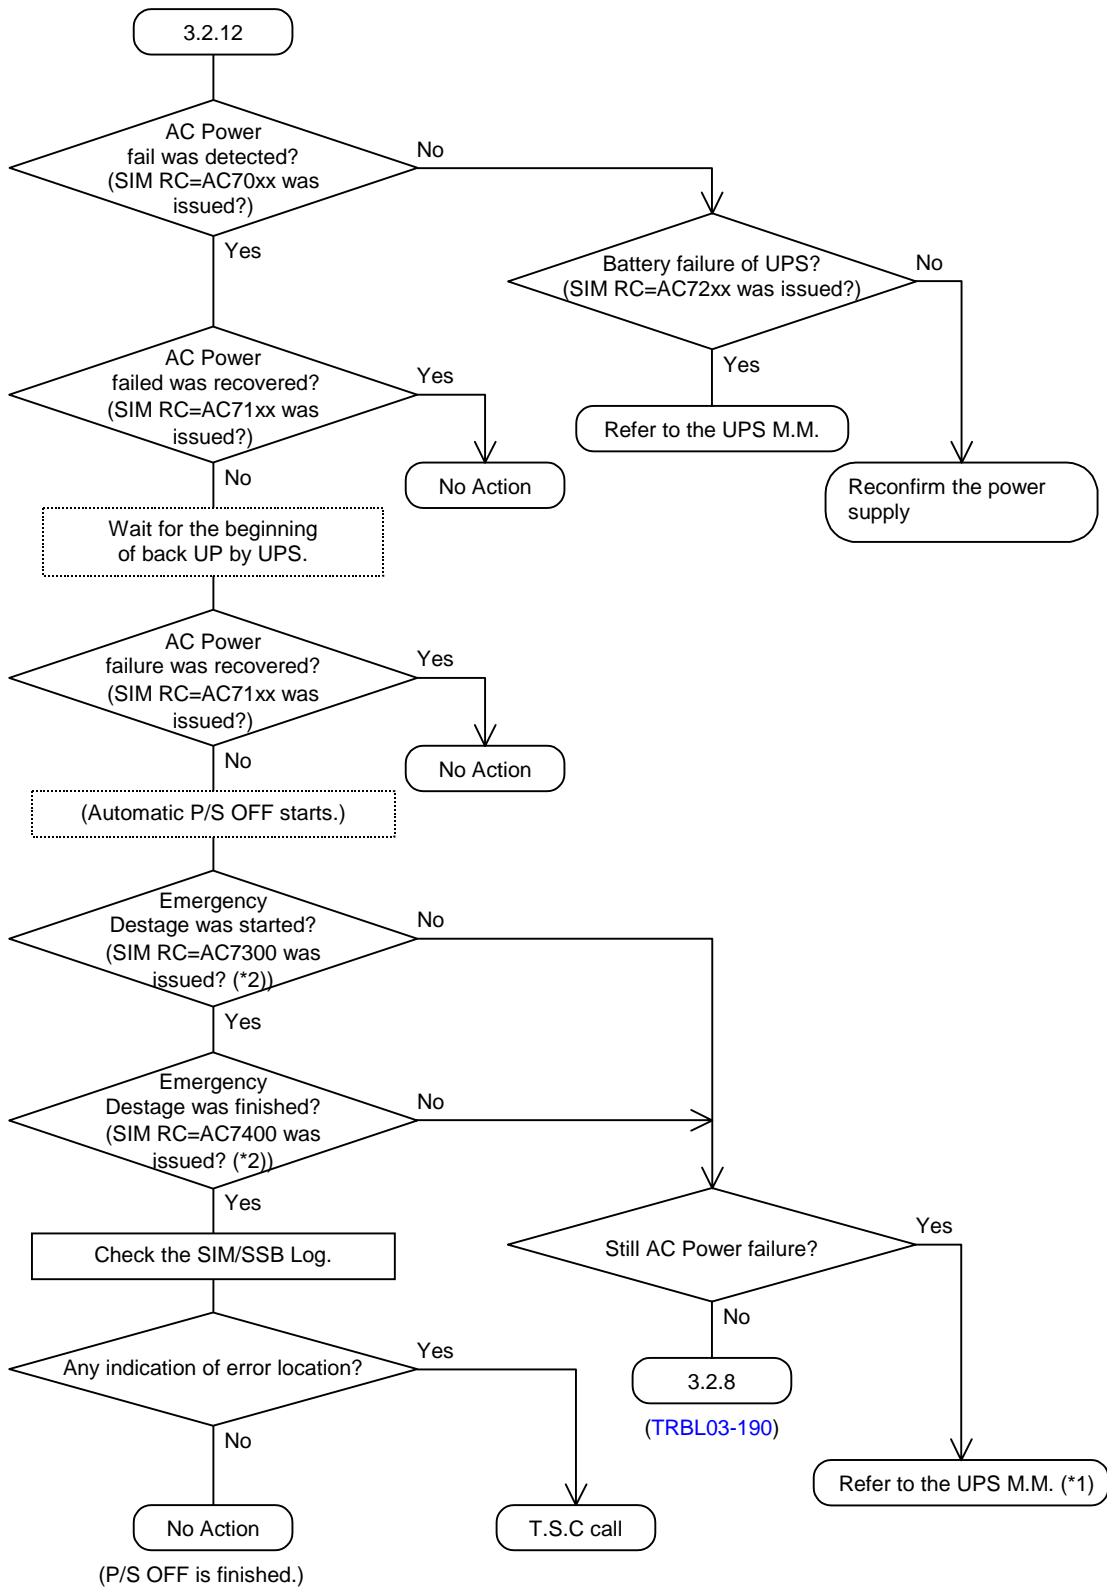 3.2.12
AC Power
fail was detected?
(SIM RC=AC70xx was
issued?)
No
Yes
Battery failure of UPS?
(SIM RC=AC72xx was issued?)
No
Yes
AC Power
failed was recovered?
(SIM RC=AC71xx was
issued?)
Yes
No
Refer to the UPS M.M.
No Action
Reconfirm the power
supply
Wait for the beginning
of back UP by UPS.
AC Power
failure was recovered?
(SIM RC=AC71xx was
issued?)
Yes
No
No Action
(Automatic P/S OFF starts.)
Emergency
Destage was started?
(SIM RC=AC7300 was
issued? (*2))
No
Yes
Emergency
Destage was finished?
(SIM RC=AC7400 was
issued? (*2))
No
Yes
Check the SIM/SSB Log.
Still AC Power failure?
Yes
No
Any indication of error location?
Yes
No
3.2.8
(TRBL03-190)
Refer to the UPS M.M. (*1)
No Action
T.S.C call
(P/S OFF is finished.)